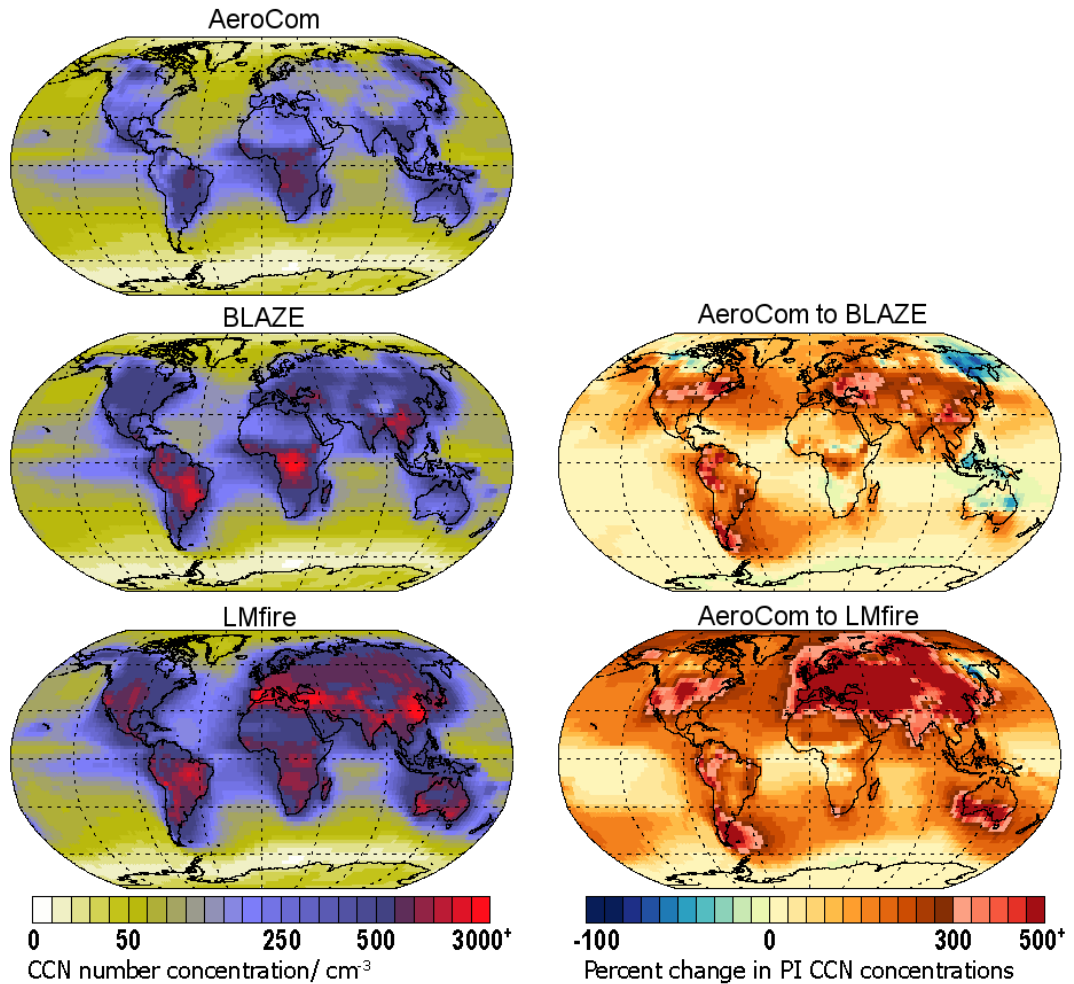 AeroCom
BLAZE
AeroCom to BLAZE
LMfire
AeroCom to LMfire
0 50 250 500 3000⁺
CCN number concentration/ cm⁻³
-100 0 300 500⁺
Percent change in PI CCN concentrations